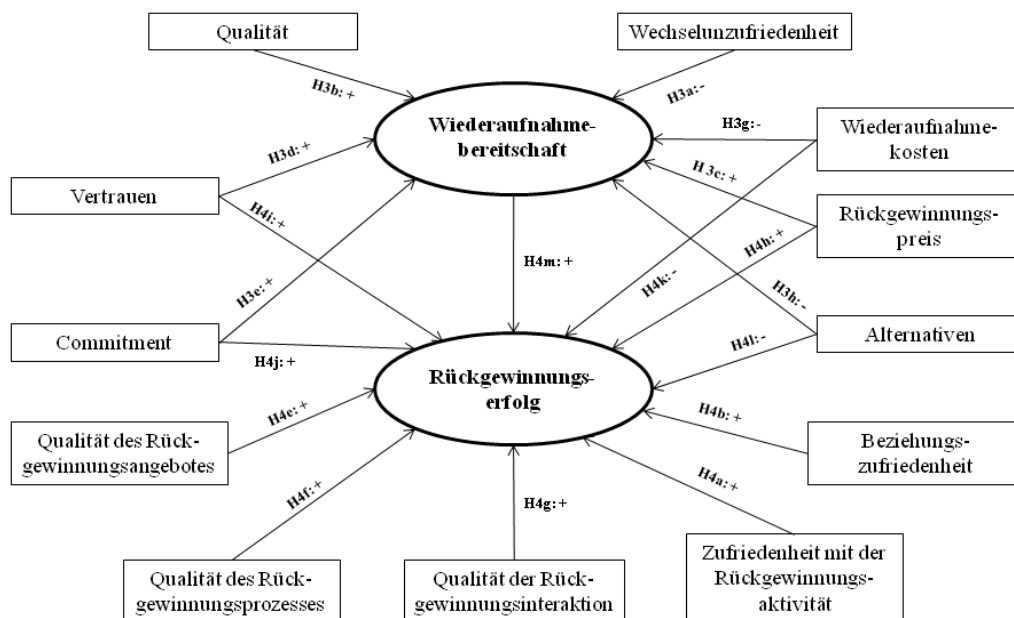 Qualität
Wechselunzufriedenheit
H3b: +
H3a:-
Wiederaufnahme-
bereitschaft
H3g:-
Wiederaufnahme-
kosten
H3d: +
H 3c: +
Vertrauen
H4i: +
Rückgewinnungs-
preis
H4h: +
H4m: +
H4k: -
H3e: +
H3h: -
Commitment
Alternativen
H4j: +
H4l: -
Rückgewinnungs-
erfolg
H4e: +
H4b: +
Qualität des Rück-
gewinnungsangebotes
Beziehungs-
zufriedenheit
H4f: +
H4g: +
H4a: +
Qualität des Rück-
gewinnungsprozesses
Qualität der Rück-
gewinnungsinteraktion
Zufriedenheit mit der
Rückgewinnungs-
aktivität